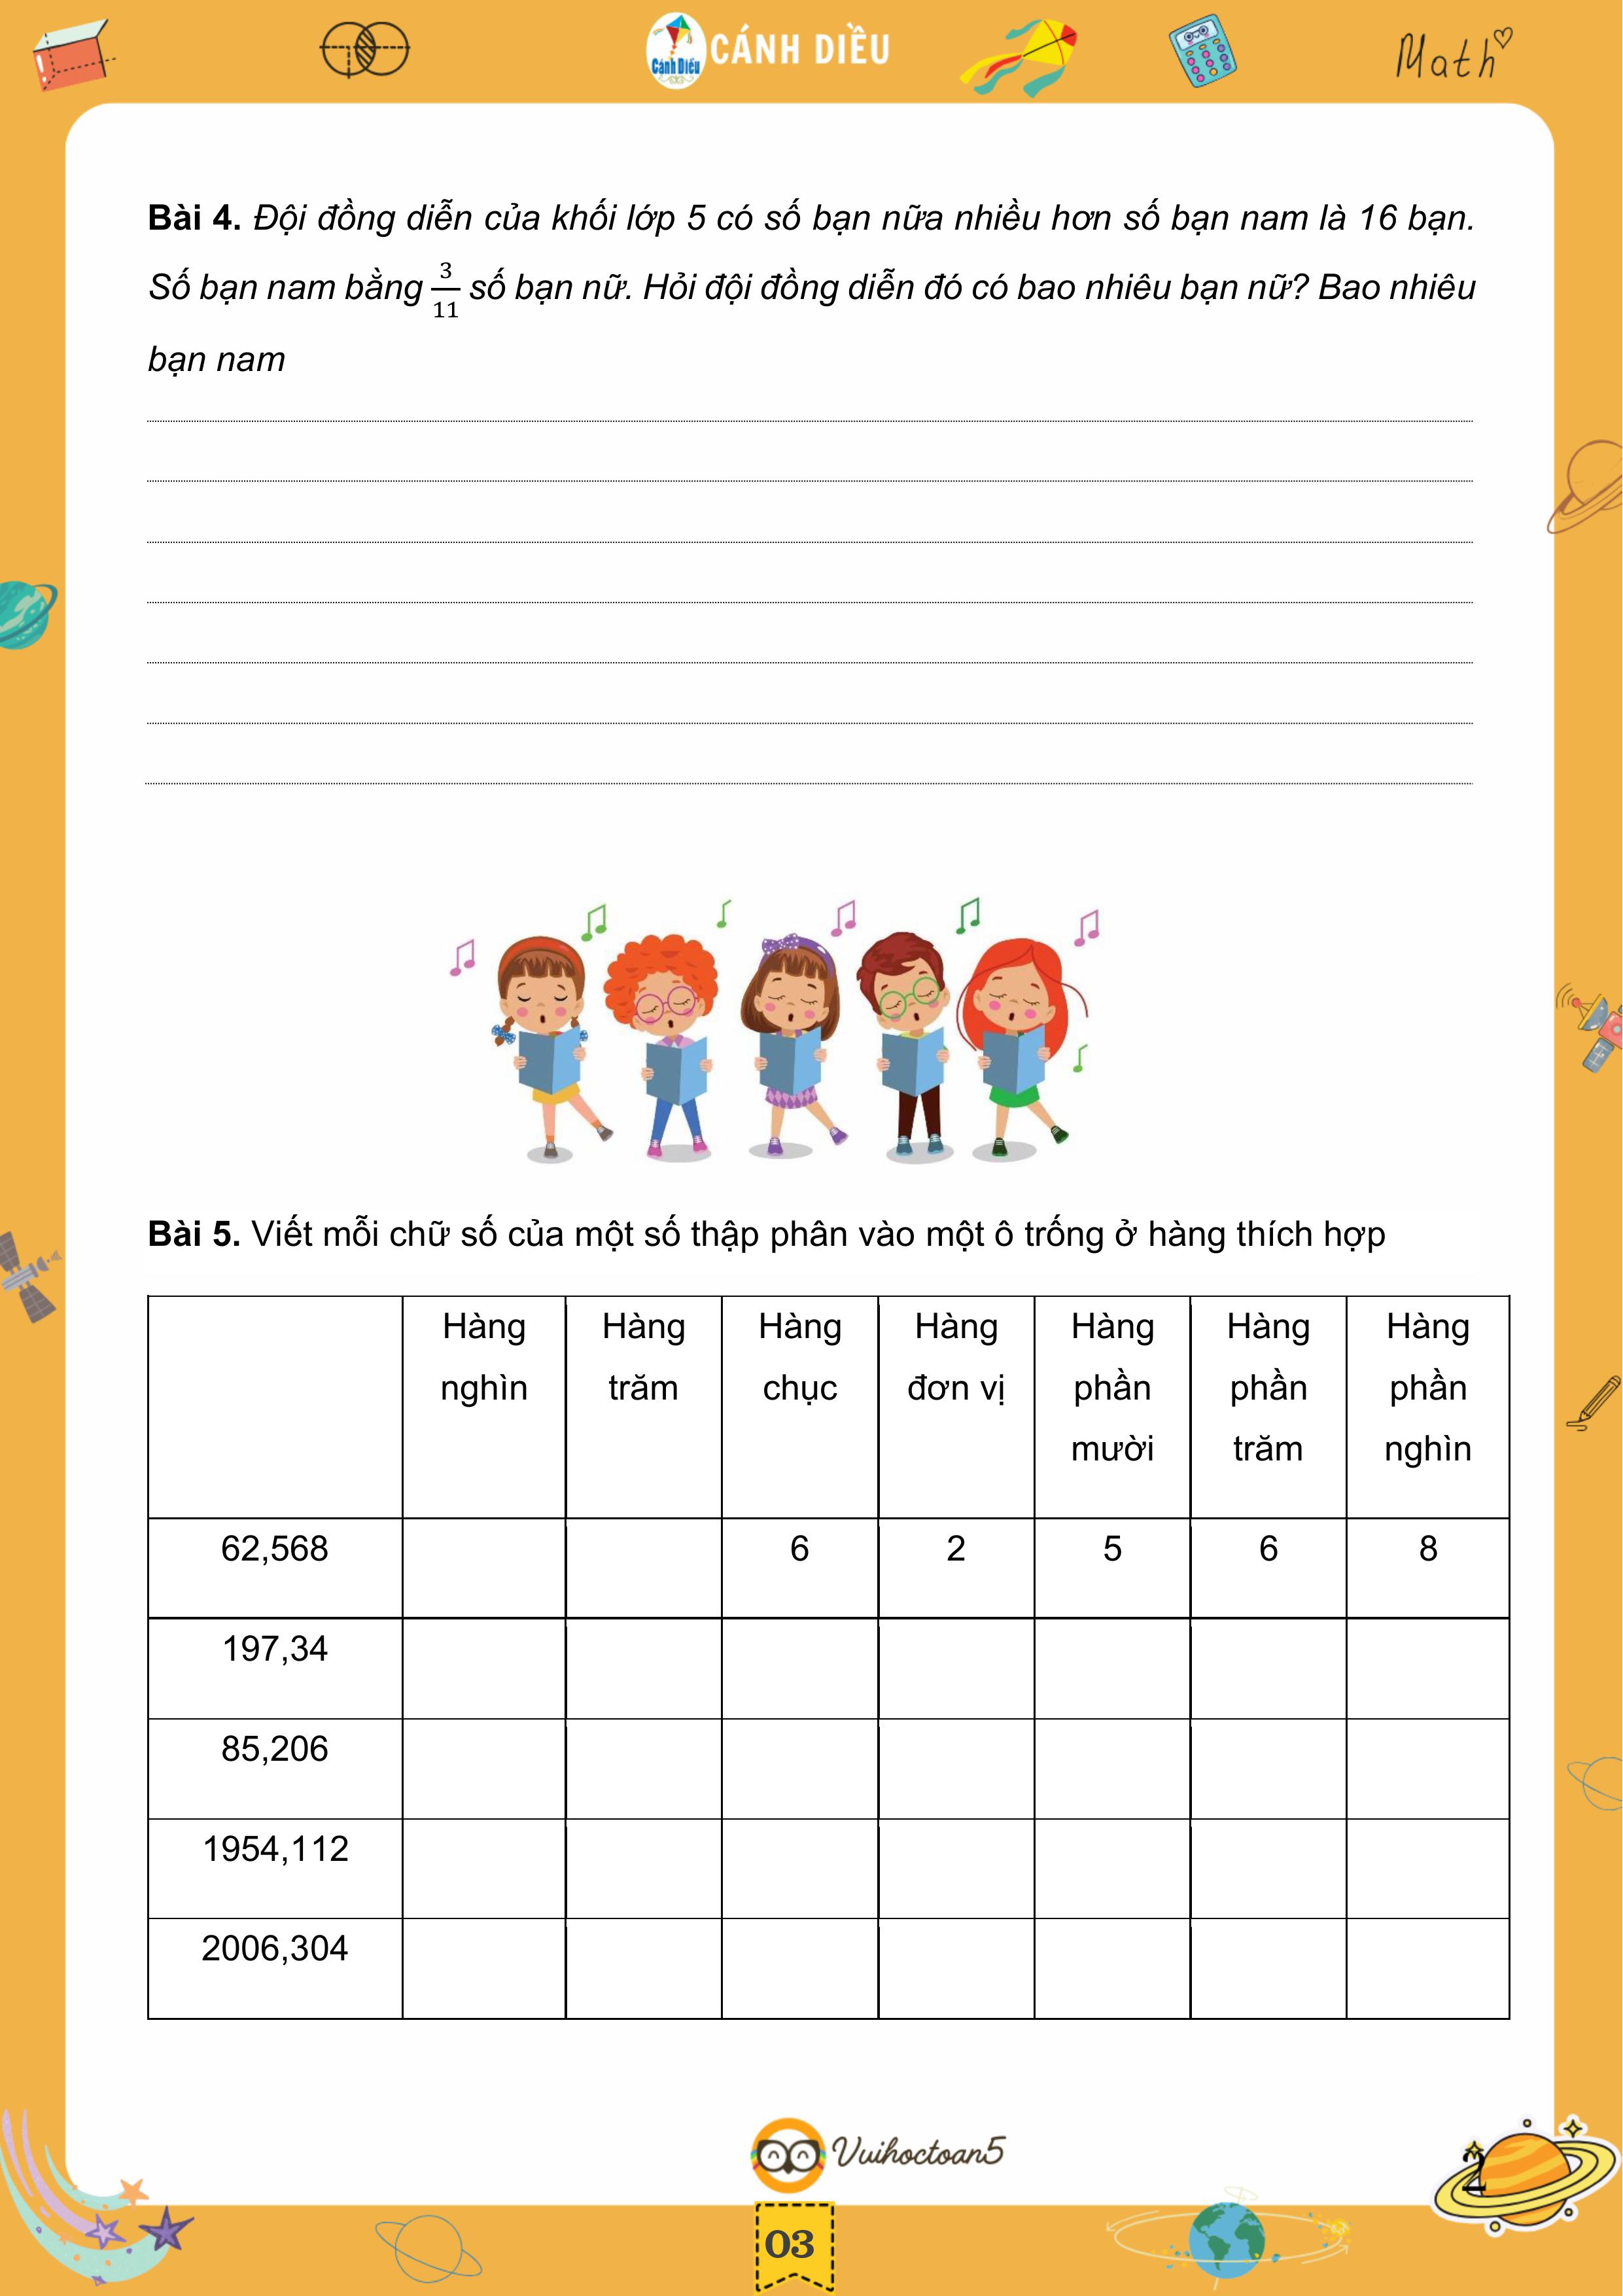 Cánh Diều
CÁNH DIỀU
Math
Bài 4. Đội đồng diễn của khối lớp 5 có số bạn nữa nhiều hơn số bạn nam là 16 bạn.
Số bạn nam bằng 3/11 số bạn nữ. Hỏi đội đồng diễn đó có bao nhiêu bạn nữ? Bao nhiêu
bạn nam
Bài 5. Viết mỗi chữ số của một số thập phân vào một ô trống ở hàng thích hợp
Hàng nghìn Hàng trăm Hàng chục Hàng đơn vị Hàng phần mười Hàng phần trăm Hàng phần nghìn
62,568 6 2 5 6 8
197,34
85,206
1954,112
2006,304
Vuihoctoan5
2
03